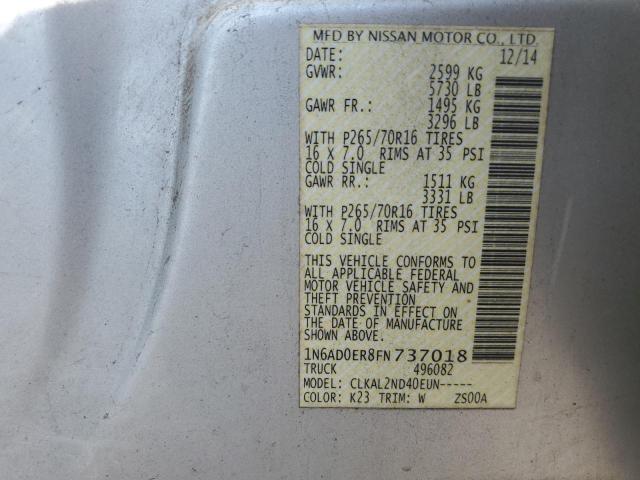 MFD BY NISSAN MOTOR CO., LTD.
DATE: 12/14
GVWR: 2599 KG
5730 LB
GAWR FR.: 1495 KG
3296 LB
WITH P265/70R16 TIRES
16 X 7.0 RIMS AT 35 PSI
COLD SINGLE
GAWR RR.: 1511 KG
3331 LB
WITH P265/70R16 TIRES
16 X 7.0 RIMS AT 35 PSI
COLD SINGLE
THIS VEHICLE CONFORMS TO
ALL APPLICABLE FEDERAL
MOTOR VEHICLE SAFETY AND
THEFT PREVENTION
STANDARDS IN EFFECT ON
THE DATE OF MANUFACTURE
SHOWN ABOVE.
1N6AD0ER8FN737018
TRUCK 496082
MODEL: CLKAL2ND40EUN-----
COLOR: K23 TRIM: W ZS00A